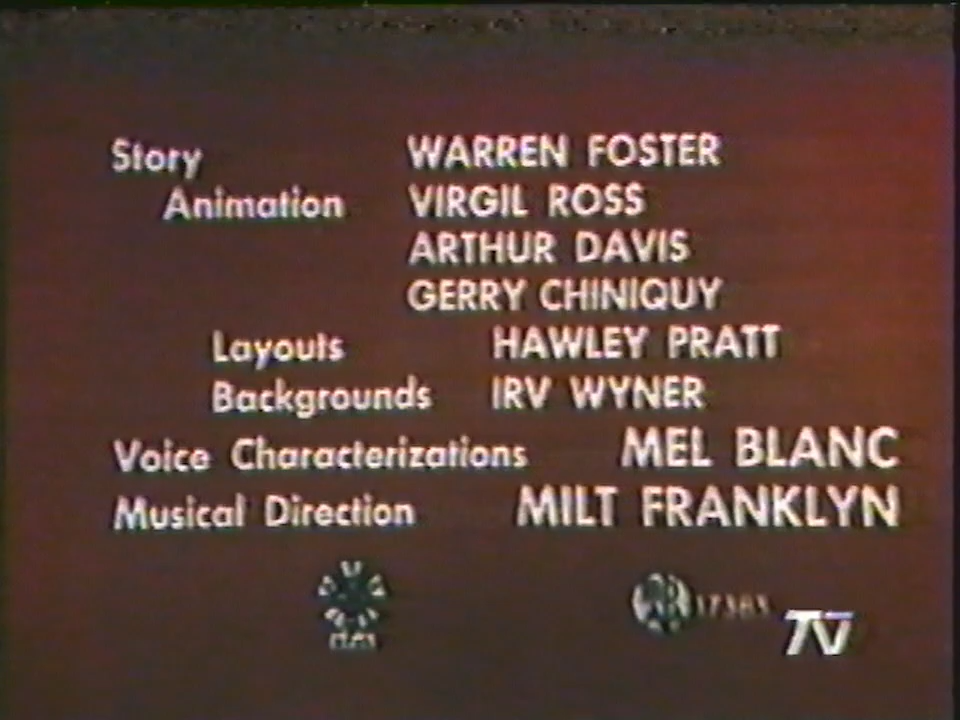 Story WARREN FOSTER
Animation VIRGIL ROSS
ARTHUR DAVIS
GERRY CHINIQUY
Layouts HAWLEY PRATT
Backgrounds IRV WYNER
Voice Characterizations MEL BLANC
Musical Direction MILT FRANKLYN
TV